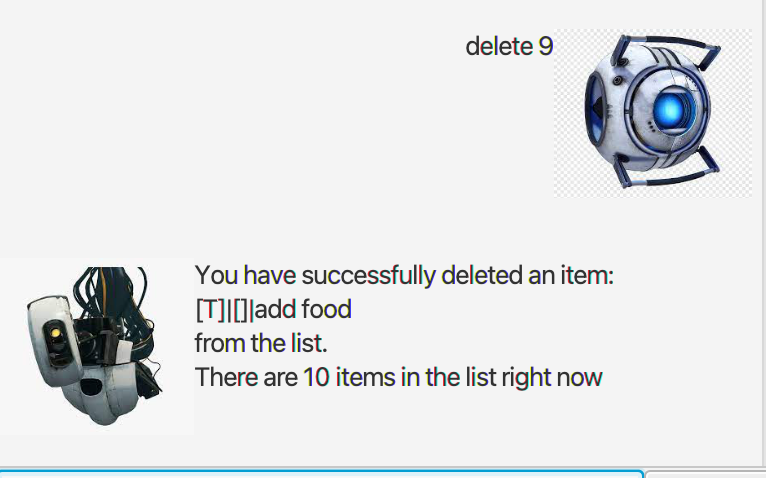 delete 9
You have successfully deleted an item:
[T]|[]|add food
from the list.
There are 10 items in the list right now